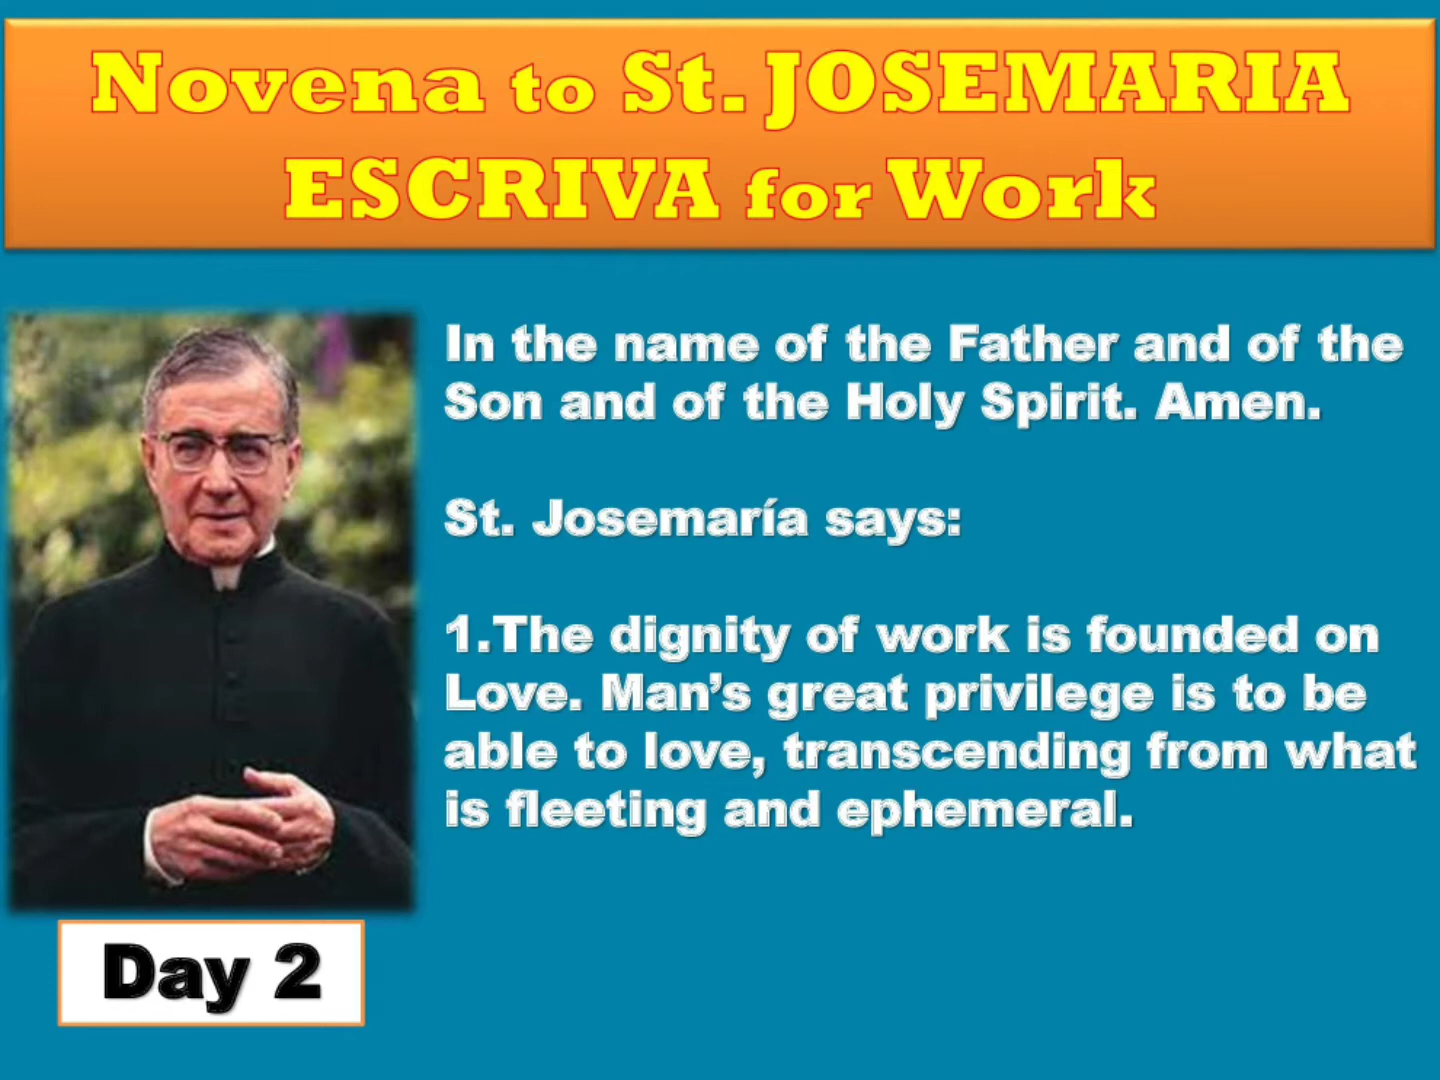 Novena to St. JOSEMARIA
ESCRIVA for Work
In the name of the Father and of the
Son and of the Holy Spirit. Amen.
St. Josemaría says:
1.The dignity of work is founded on
Love. Man’s great privilege is to be
able to love, transcending from what
is fleeting and ephemeral.
Day 2